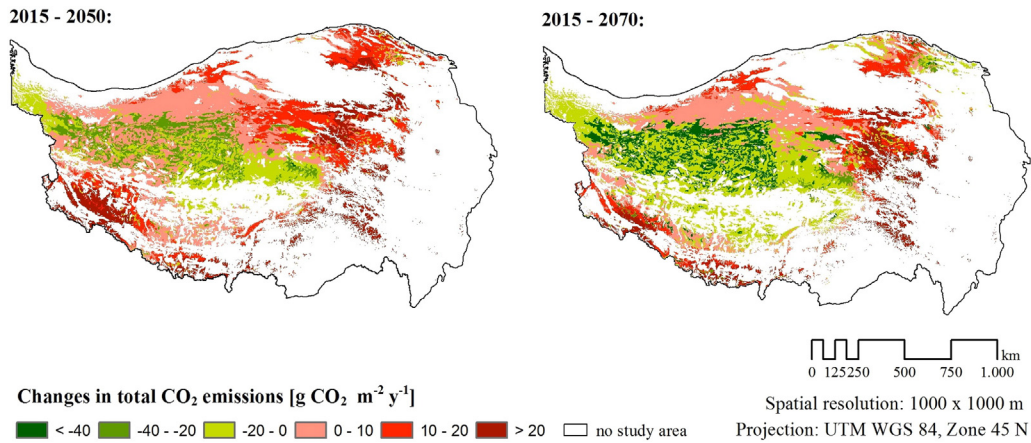 2015 - 2050:
2015 - 2070:
km
0 125 250 500 750 1.000
Changes in total CO₂ emissions [g CO₂ m⁻² y⁻¹]
< -40 -40 - -20 -20 - 0 0 - 10 10 - 20 > 20 no study area
Spatial resolution: 1000 x 1000 m
Projection: UTM WGS 84, Zone 45 N